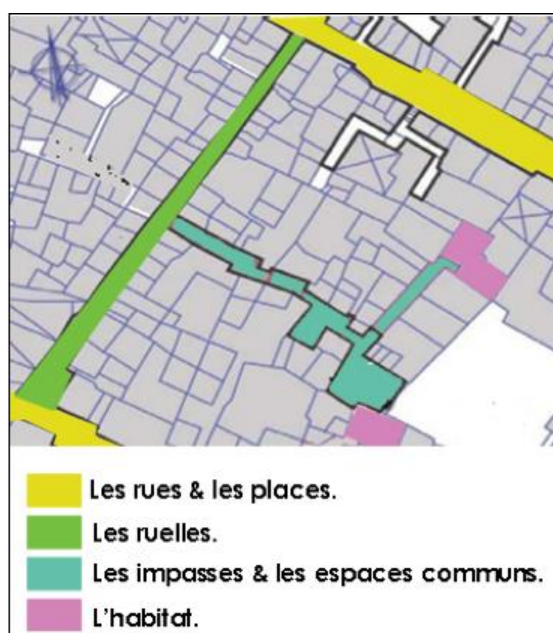 Les rues & les places.
Les ruelles.
Les impasses & les espaces communs.
L'habitat.